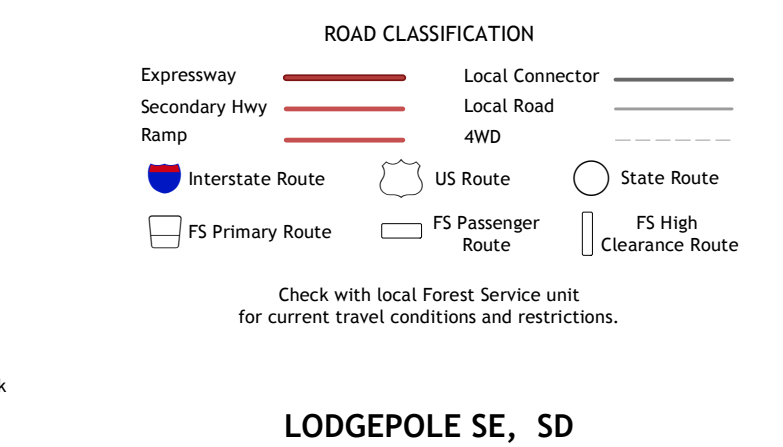 ROAD CLASSIFICATION
Expressway
Local Connector
Secondary Hwy
Local Road
Ramp
4WD
Interstate Route
US Route
State Route
FS Primary Route
FS Passenger
Route
FS High
Clearance Route
Check with local Forest Service unit
for current travel conditions and restrictions.
k
LODGEPOLE SE, SD